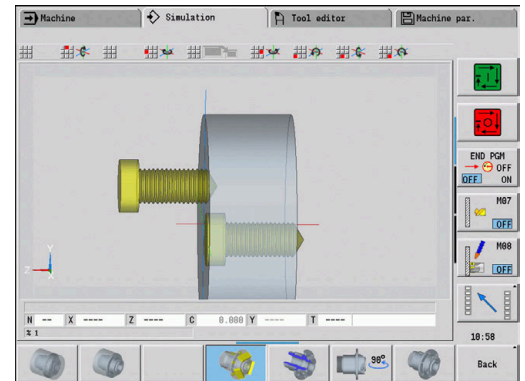 Machine
Simulation
Tool editor
Machine par.
END PGM
OFF
OFF ON
M07
OFF
M08
OFF
Y
Z
X
N -- X ---- Z ---- C 0.000 Y ---- T ----
% 1
10:58
90°
Back